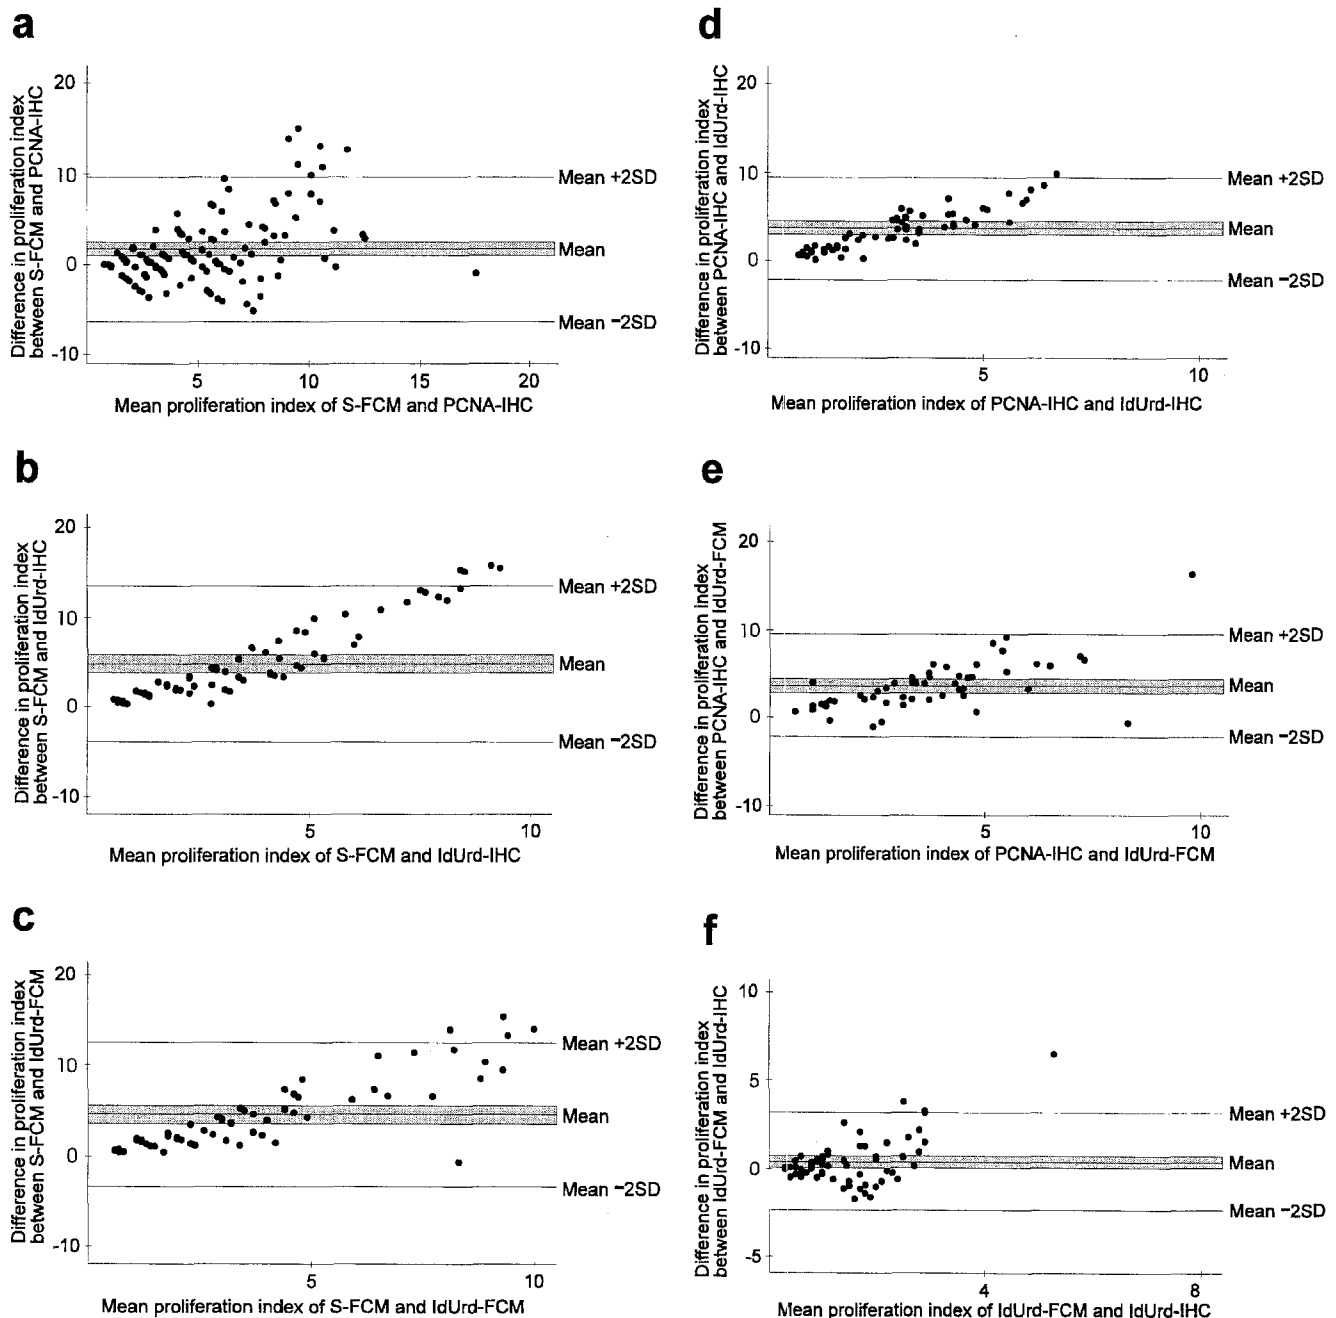 a
Difference in proliferation index
between S-FCM and PCNA-IHC
20
10
0
-10
Mean +2SD
Mean
Mean -2SD
5 10 15 20
Mean proliferation index of S-FCM and PCNA-IHC
b
Difference in proliferation index
between S-FCM and IdUrd-IHC
20
10
0
-10
Mean +2SD
Mean
Mean -2SD
5 10
Mean proliferation index of S-FCM and IdUrd-IHC
c
Difference in proliferation index
between S-FCM and IdUrd-FCM
20
10
0
-10
Mean +2SD
Mean
Mean -2SD
5 10
Mean proliferation index of S-FCM and IdUrd-FCM
d
Difference in proliferation index
between PCNA-IHC and IdUrd-IHC
20
10
0
-10
Mean +2SD
Mean
Mean -2SD
5 10
Mean proliferation index of PCNA-IHC and IdUrd-IHC
e
Difference in proliferation index
between PCNA-IHC and IdUrd-FCM
20
10
0
-10
Mean +2SD
Mean
Mean -2SD
5 10
Mean proliferation index of PCNA-IHC and IdUrd-FCM
f
Difference in proliferation index
between IdUrd-FCM and IdUrd-IHC
10
5
0
-5
Mean +2SD
Mean
Mean -2SD
4 8
Mean proliferation index of IdUrd-FCM and IdUrd-IHC